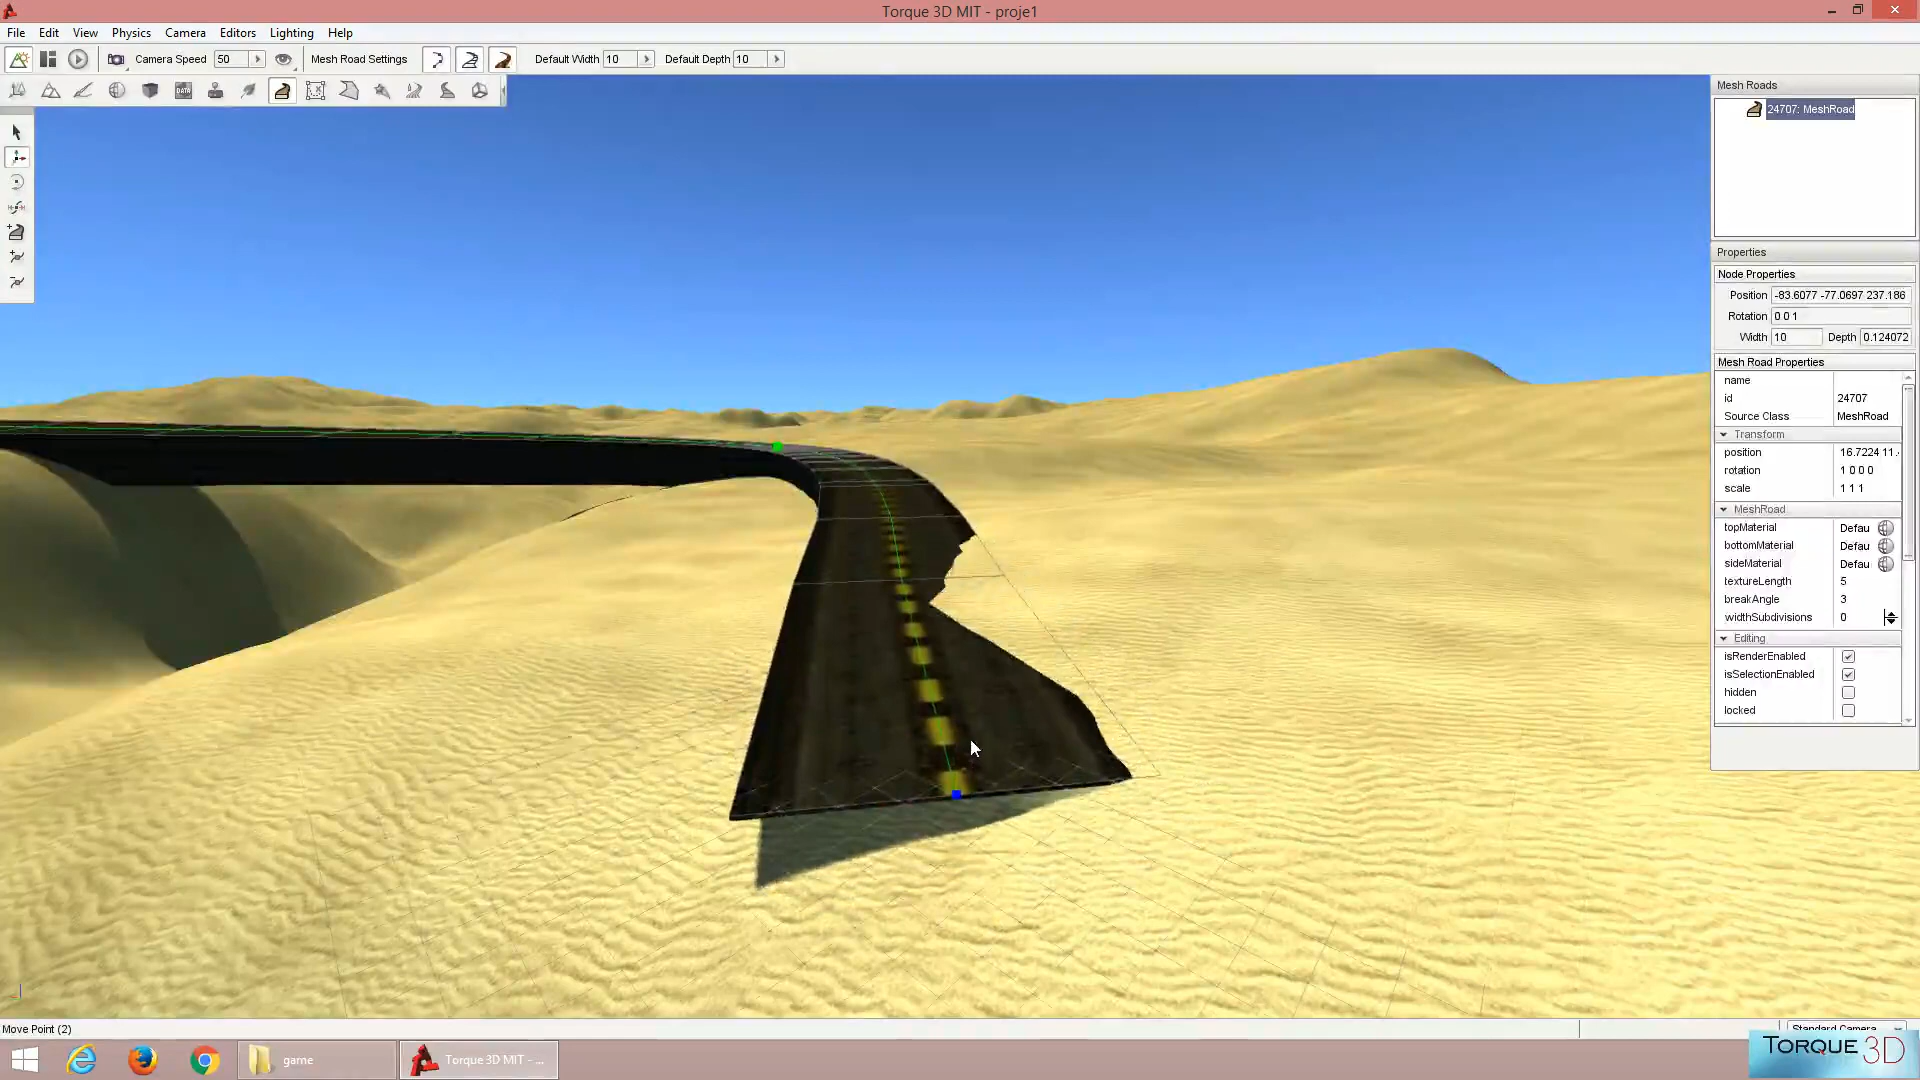 Torque 3D MIT - proje1
File Edit View Physics Camera Editors Lighting Help
Camera Speed 50 Mesh Road Settings Default Width 10 Default Depth 10
DATA
Mesh Roads
24707: MeshRoad
Properties
Node Properties
Position -83.6077 -77.0697 237.186
Rotation 0 0 1
Width 10 Depth 0.124072
Mesh Road Properties
name
id 24707
Source Class MeshRoad
Transform
position 16.7224 11.
rotation 1 0 0 0
scale 1 1 1
MeshRoad
topMaterial Defau
bottomMaterial Defau
sideMaterial Defau
textureLength 5
breakAngle 3
widthSubdivisions 0
Editing
isRenderEnabled
isSelectionEnabled
hidden
locked
Move Point (2)
Standard Camera
game
Torque 3D MIT - ...
TORQUE 3D